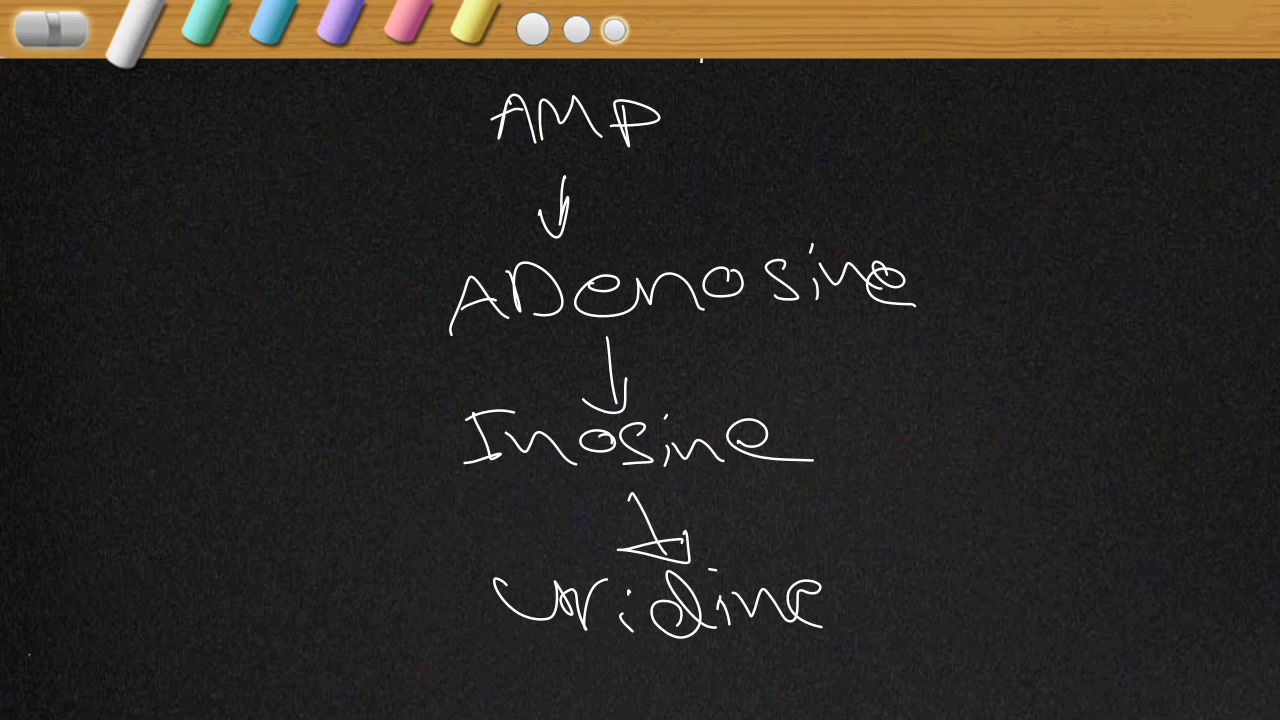 AMP
↓
ADenosine
↓
Inosine
↓
uridine